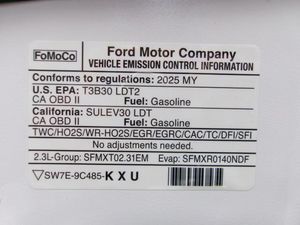 FoMoCo
Ford Motor Company
VEHICLE EMISSION CONTROL INFORMATION
Conforms to regulations: 2025 MY
U.S. EPA: T3B30 LDT2
CA OBD II Fuel: Gasoline
California: SULEV30 LDT
CA OBD II Fuel: Gasoline
TWC/HO2S/WR-HO2S/EGR/EGRC/CAC/TC/DFI/SFI
No adjustments needed.
2.3L-Group: SFMXT02.31EM Evap: SFMXR0140NDF
SW7E-9C485-KXU